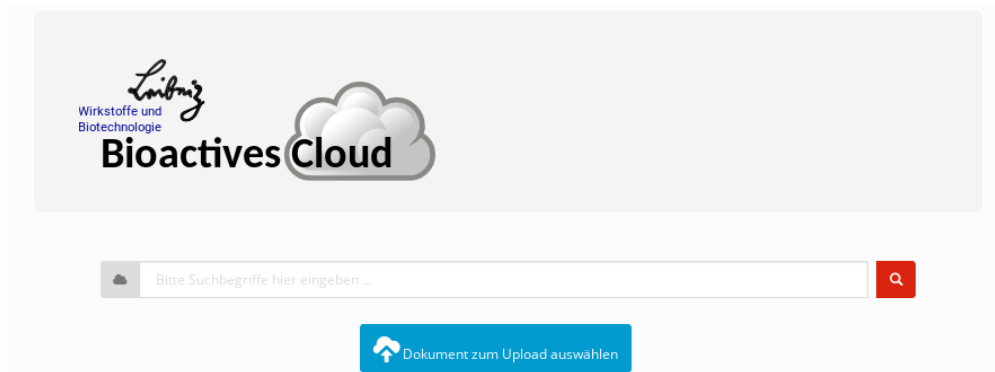 Leibniz
Wirkstoffe und
Biotechnologie
Bioactives Cloud
Bitte Suchbegriffe hier eingeben ...
Dokument zum Upload auswählen